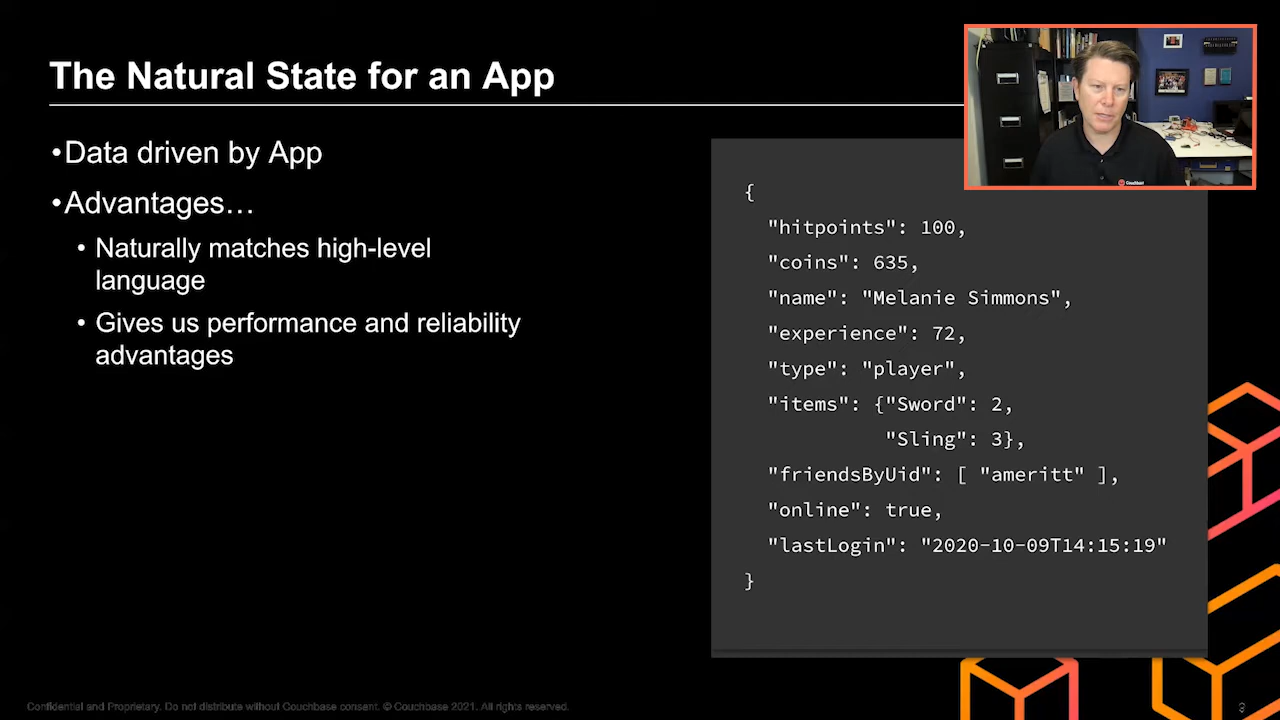 The Natural State for an App
•Data driven by App
•Advantages…
• Naturally matches high-level
language
• Gives us performance and reliability
advantages
{
"hitpoints": 100,
"coins": 635,
"name": "Melanie Simmons",
"experience": 72,
"type": "player",
"items": {"Sword": 2,
"Sling": 3},
"friendsByUid": [ "ameritt" ],
"online": true,
"lastLogin": "2020-10-09T14:15:19"
}
Couchbase
Confidential and Proprietary. Do not distribute without Couchbase consent. © Couchbase 2021. All rights reserved.
3